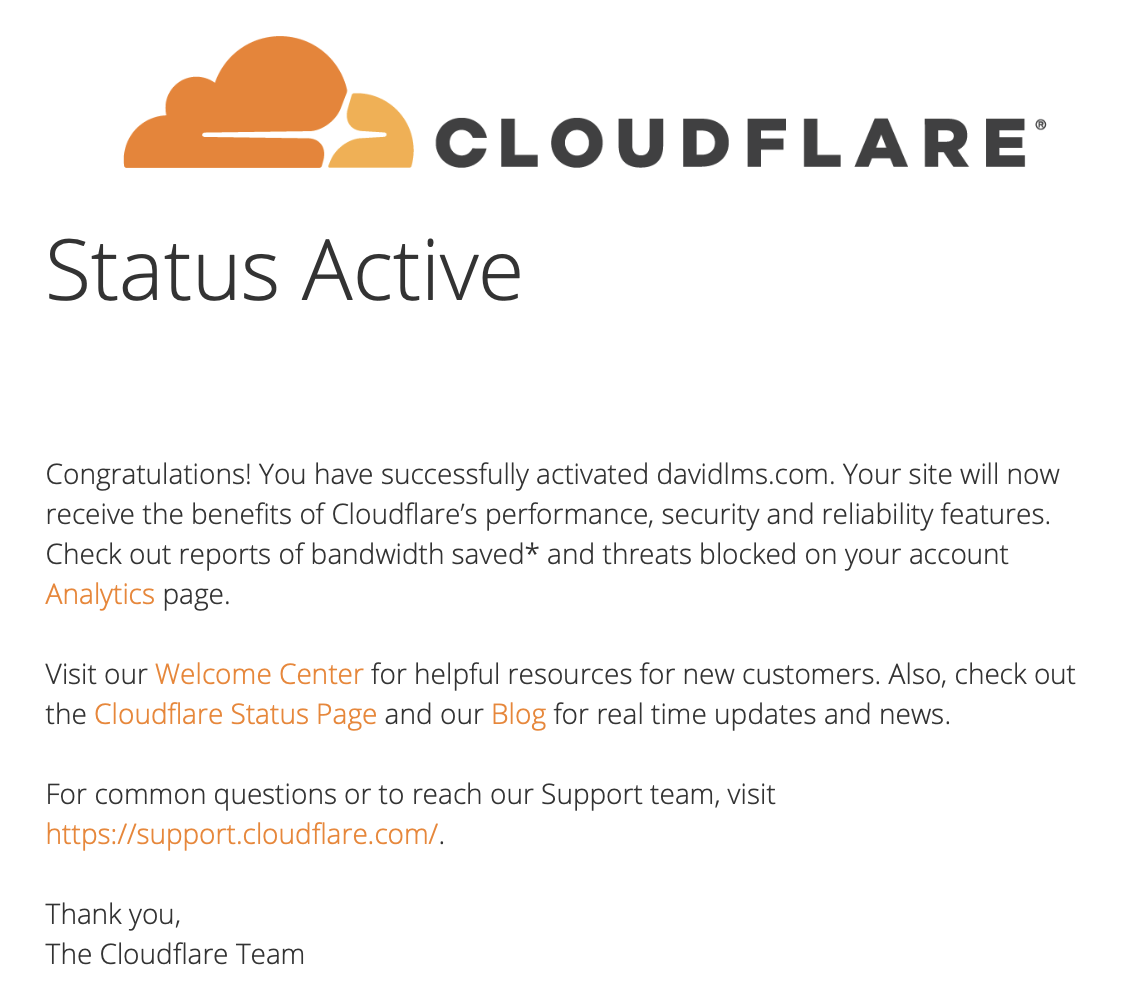 CLOUDFLARE®
Status Active
Congratulations! You have successfully activated davidlms.com. Your site will now
receive the benefits of Cloudflare’s performance, security and reliability features.
Check out reports of bandwidth saved* and threats blocked on your account
Analytics page.
Visit our Welcome Center for helpful resources for new customers. Also, check out
the Cloudflare Status Page and our Blog for real time updates and news.
For common questions or to reach our Support team, visit
https://support.cloudflare.com/.
Thank you,
The Cloudflare Team